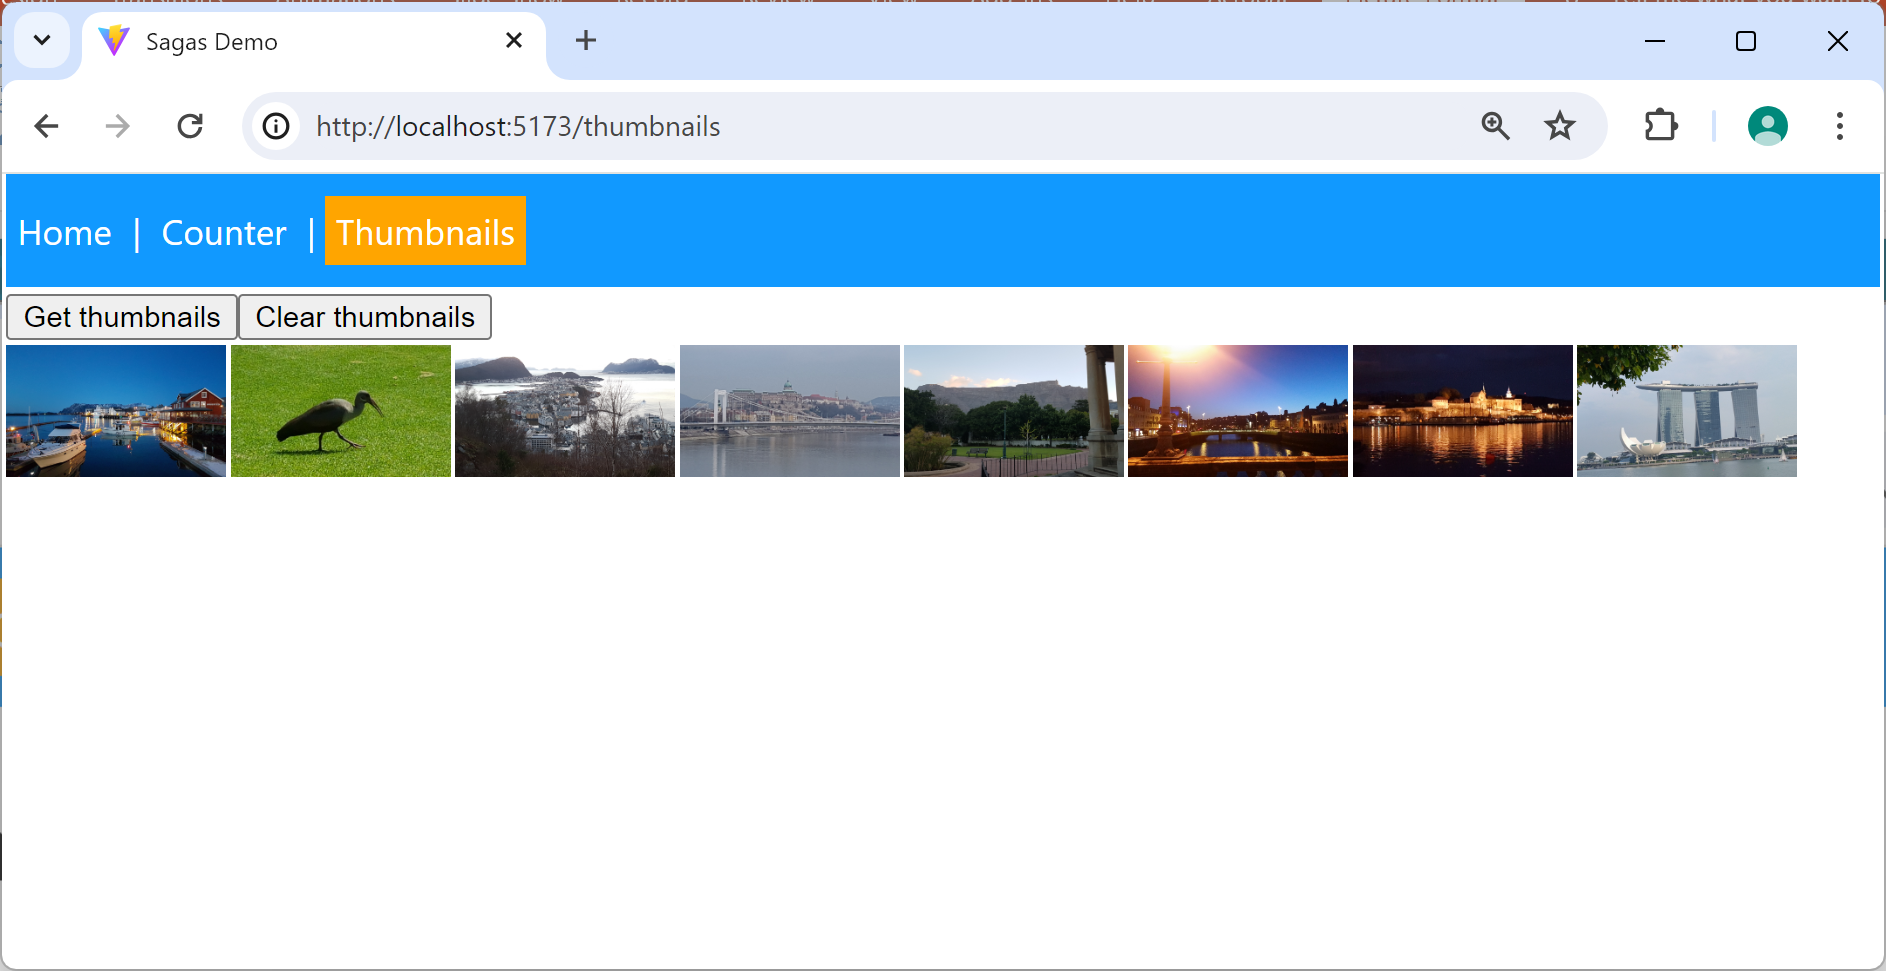 Sagas Demo
http://localhost:5173/thumbnails
Home | Counter | Thumbnails
Get thumbnails Clear thumbnails